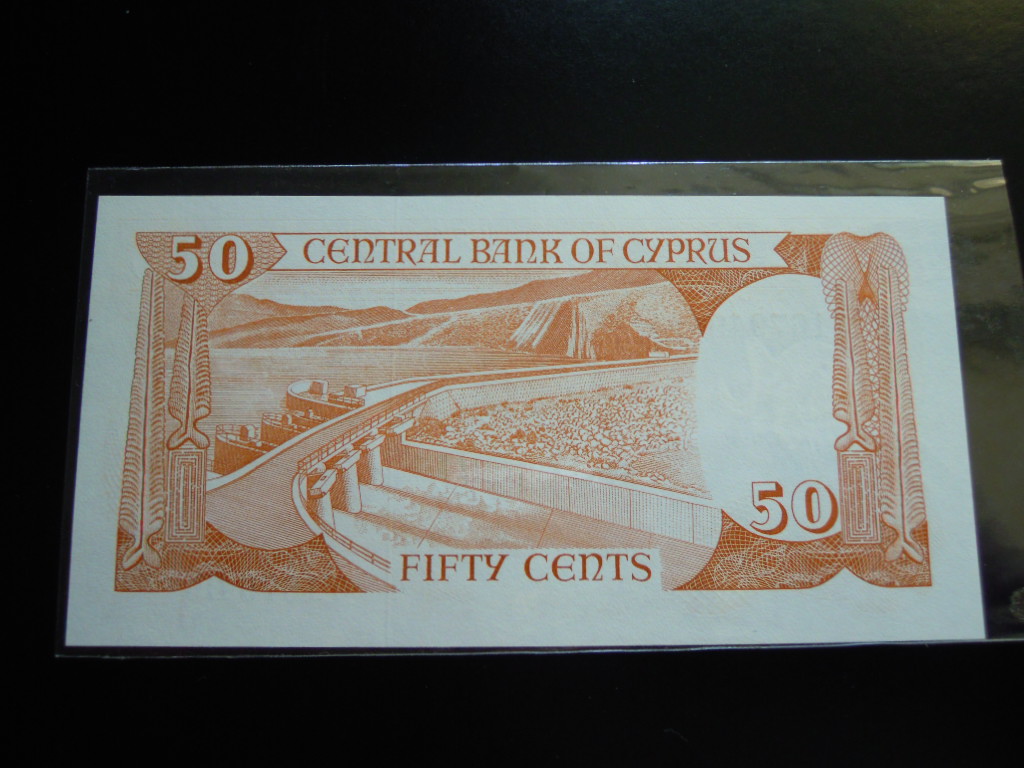 50 CENTRAL BANK OF CYPRUS
50
FIFTY CENTS